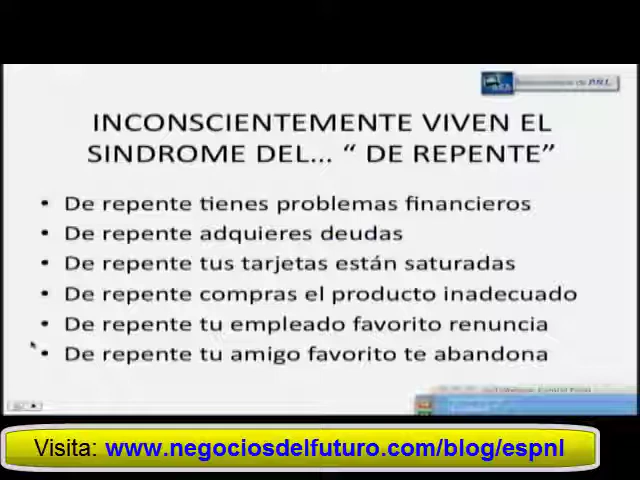 INCONSCIENTEMENTE VIVEN EL
SINDROME DEL... “ DE REPENTE”
• De repente tienes problemas financieros
• De repente adquieres deudas
• De repente tus tarjetas están saturadas
• De repente compras el producto inadecuado
• De repente tu empleado favorito renuncia
• De repente tu amigo favorito te abandona
Visita: www.negociosdelfuturo.com/blog/espnl